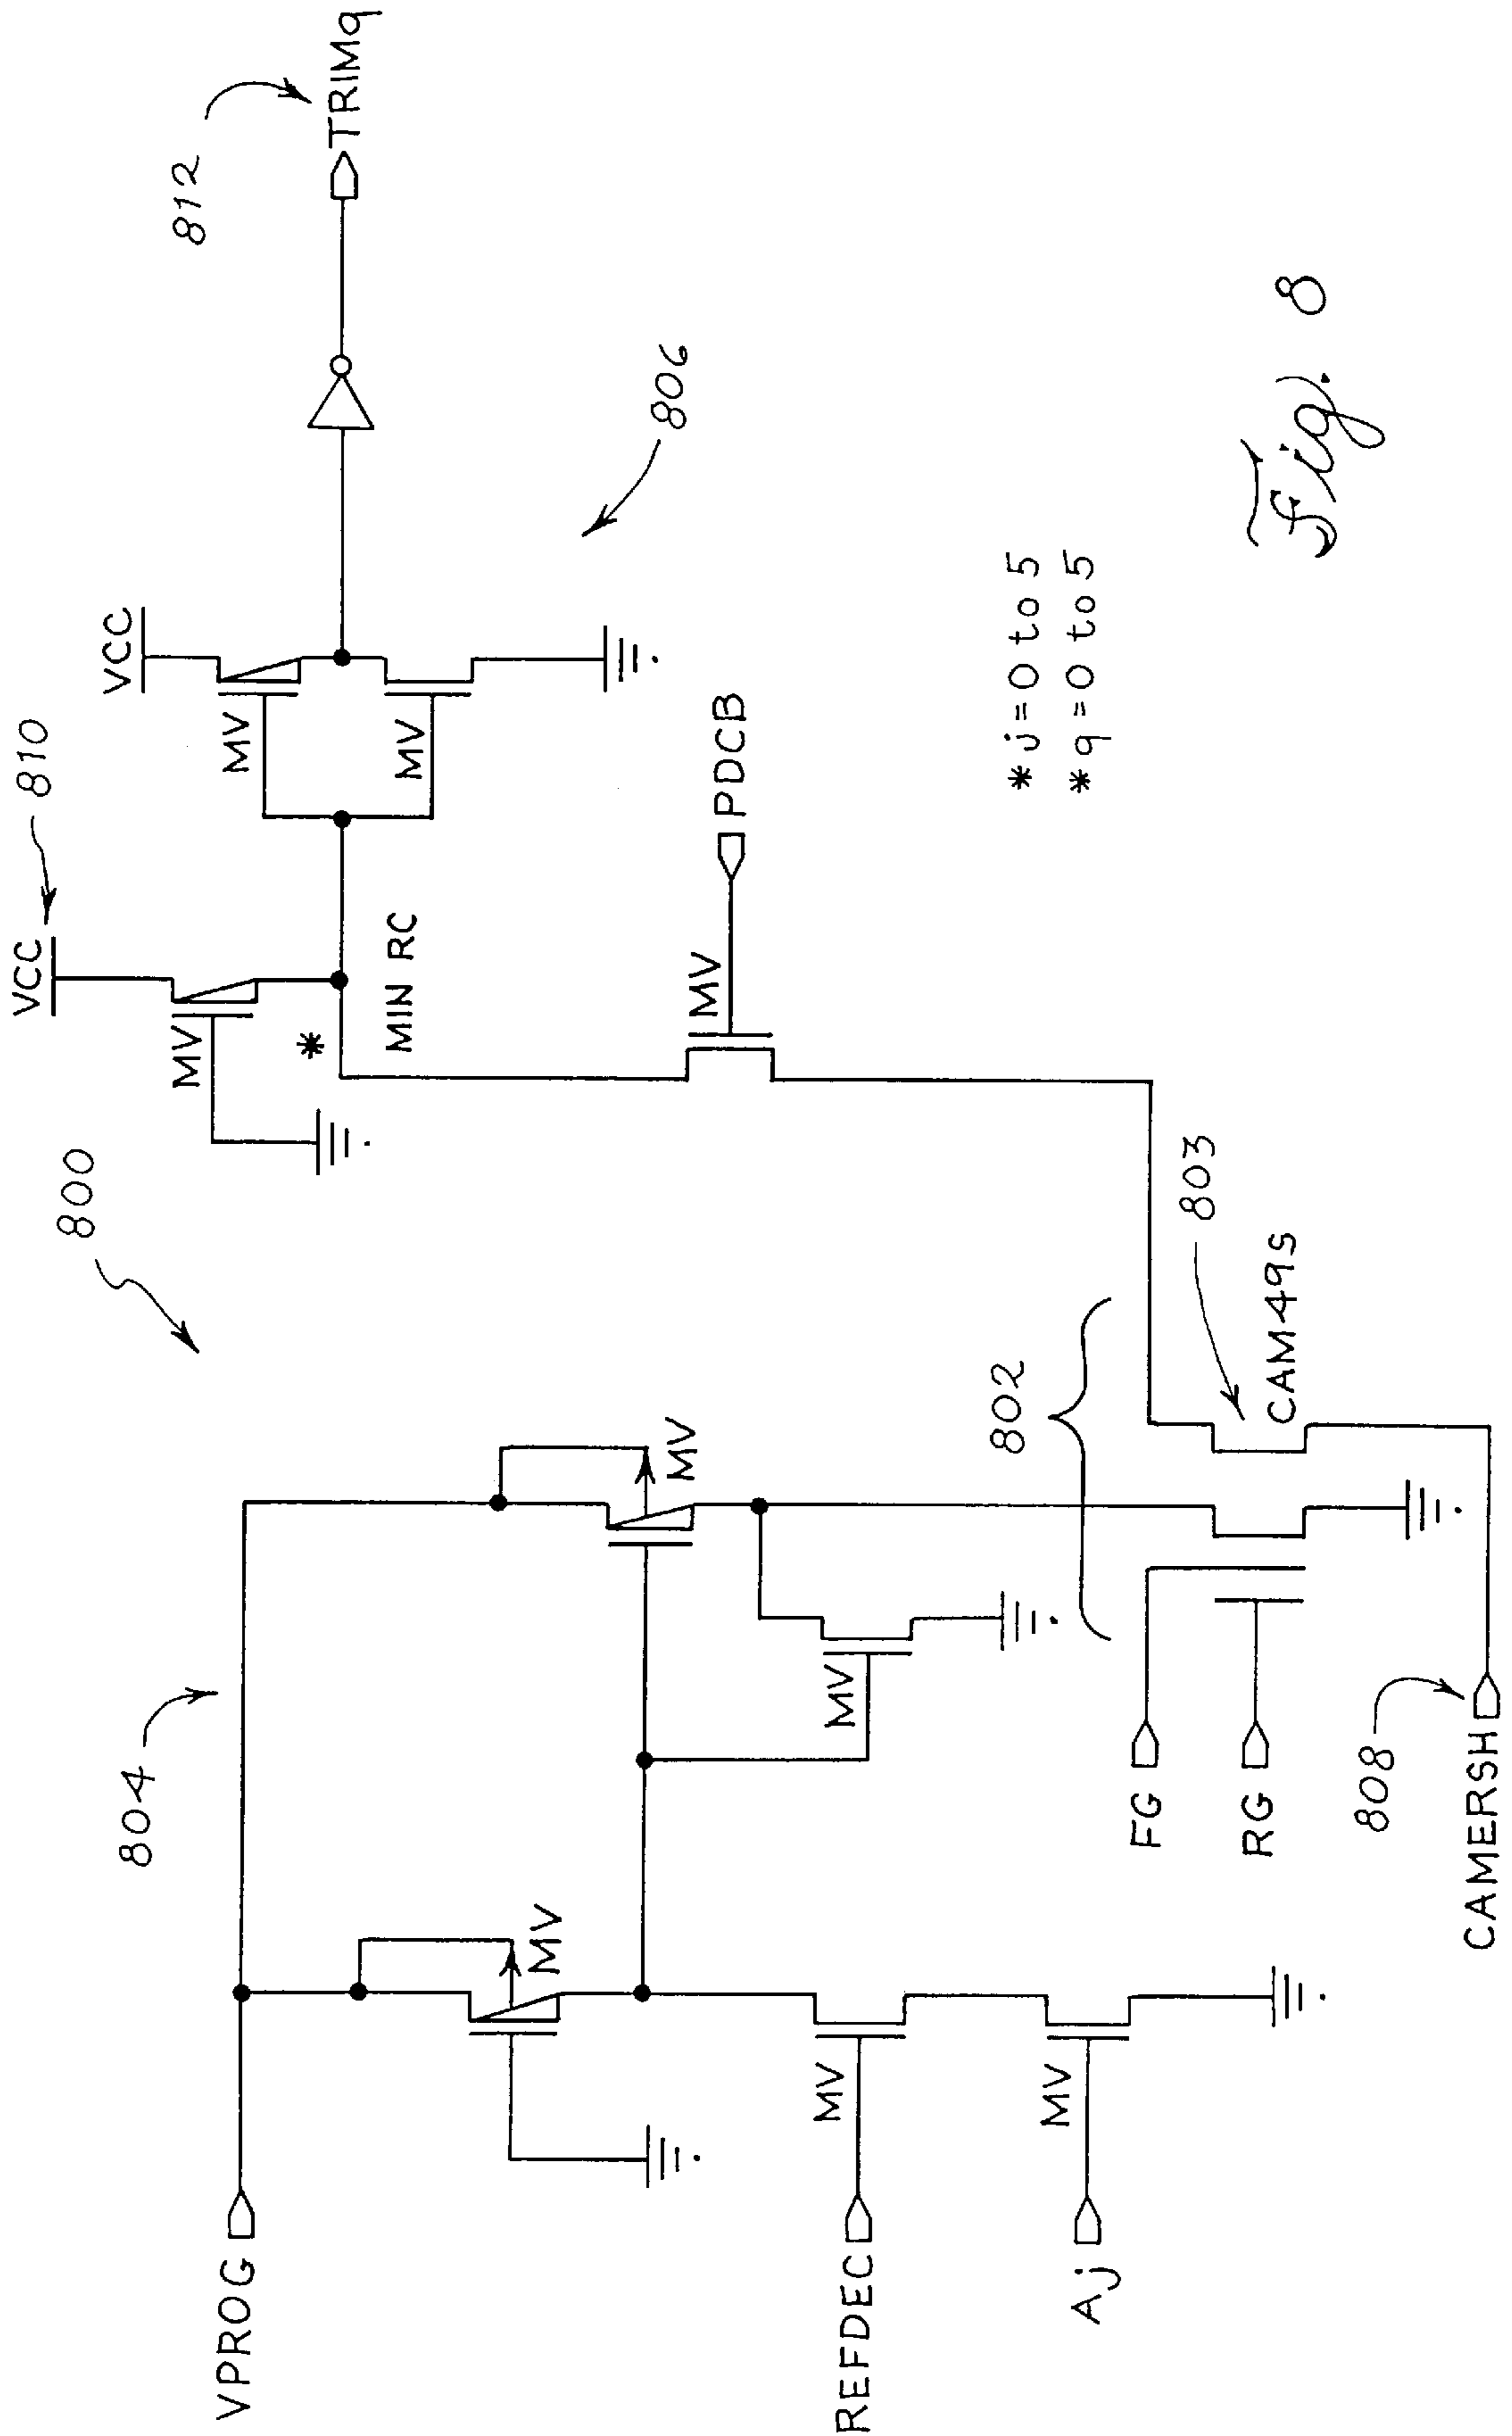 800
VCC
810
812
TRIMq
VCC
MV
MV
MV
*
MIN RC
806
MV
PDCB
VPROG
804
MV
MV
REFDEC
MV
Aj
MV
MV
802
803
CAM49s
FG
RG
808
CAMERSH
*j=0 to 5
*q=0 to 5
Fig. 8